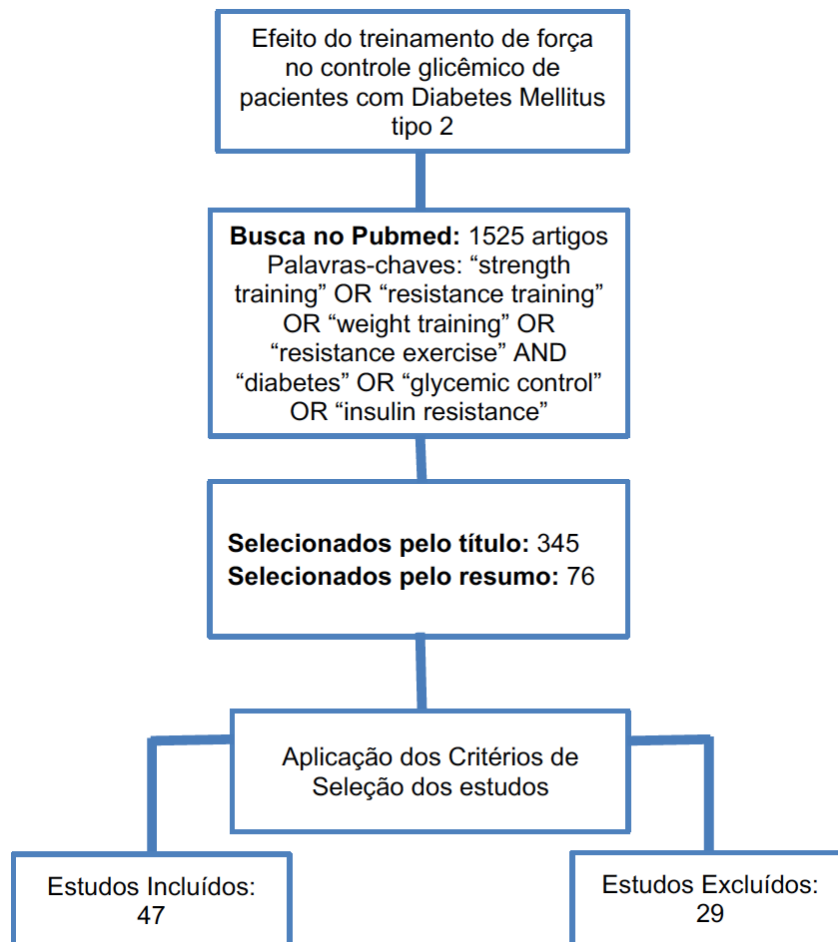 Efeito do treinamento de força
no controle glicêmico de
pacientes com Diabetes Mellitus
tipo 2
Busca no Pubmed: 1525 artigos
Palavras-chaves: “strength
training” OR “resistance training”
OR “weight training” OR
“resistance exercise” AND
“diabetes” OR “glycemic control”
OR “insulin resistance”
Selecionados pelo título: 345
Selecionados pelo resumo: 76
Aplicação dos Critérios de
Seleção dos estudos
Estudos Incluídos:
47
Estudos Excluídos:
29